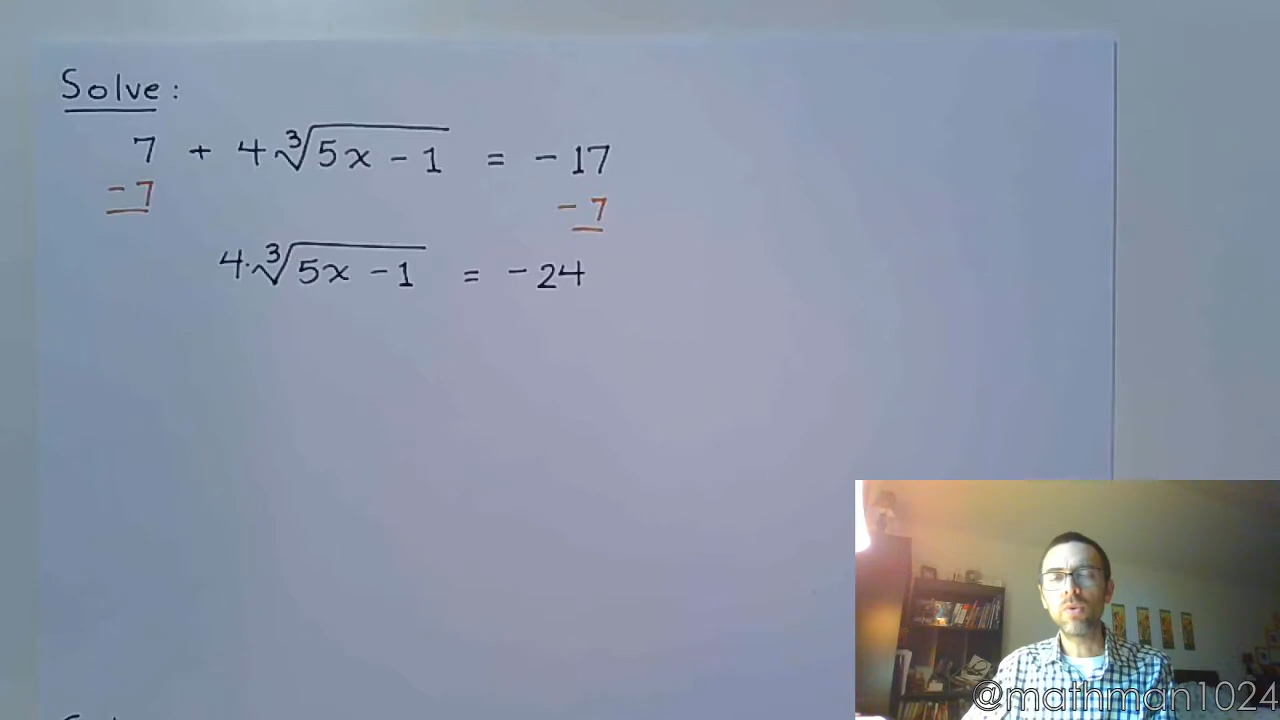 Solve:
7 + 4∛(5x - 1) = -17
-7 -7
4·∛(5x - 1) = -24
@mathman1024